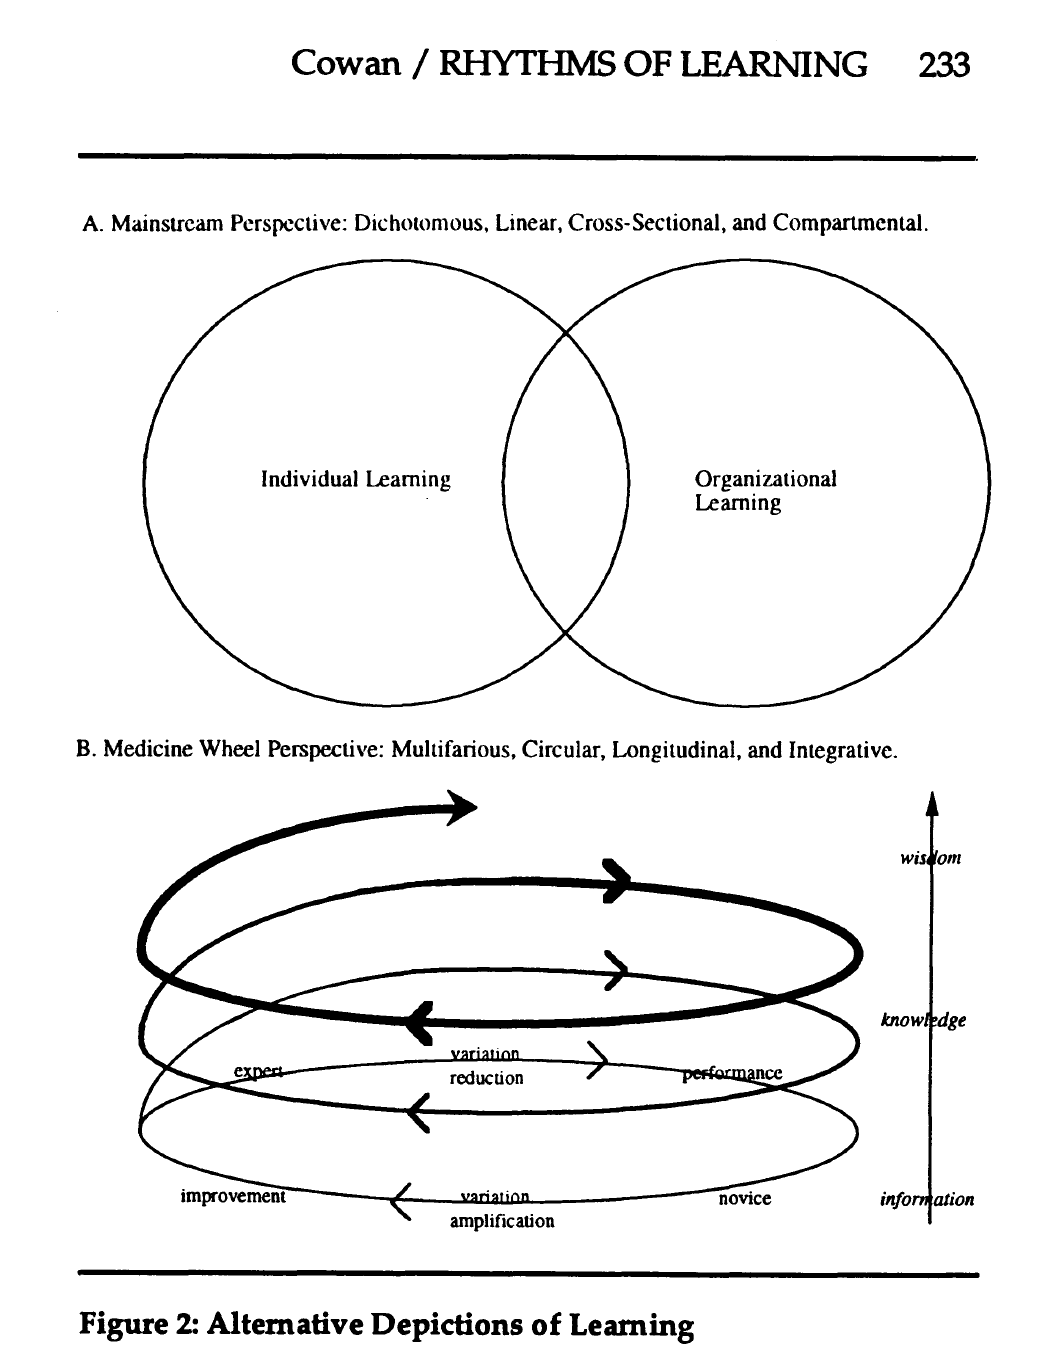 Cowan / RHYTHMS OF LEARNING 233
A. Mainstream Perspective: Dichotomous, Linear, Cross-Sectional, and Compartmental.
Individual Learning
Organizational
Learning
B. Medicine Wheel Perspective: Multifarious, Circular, Longitudinal, and Integrative.
wisdom
knowledge
variation
reduction
expert
performance
improvement
variation
amplification
novice
information
Figure 2: Alternative Depictions of Learning